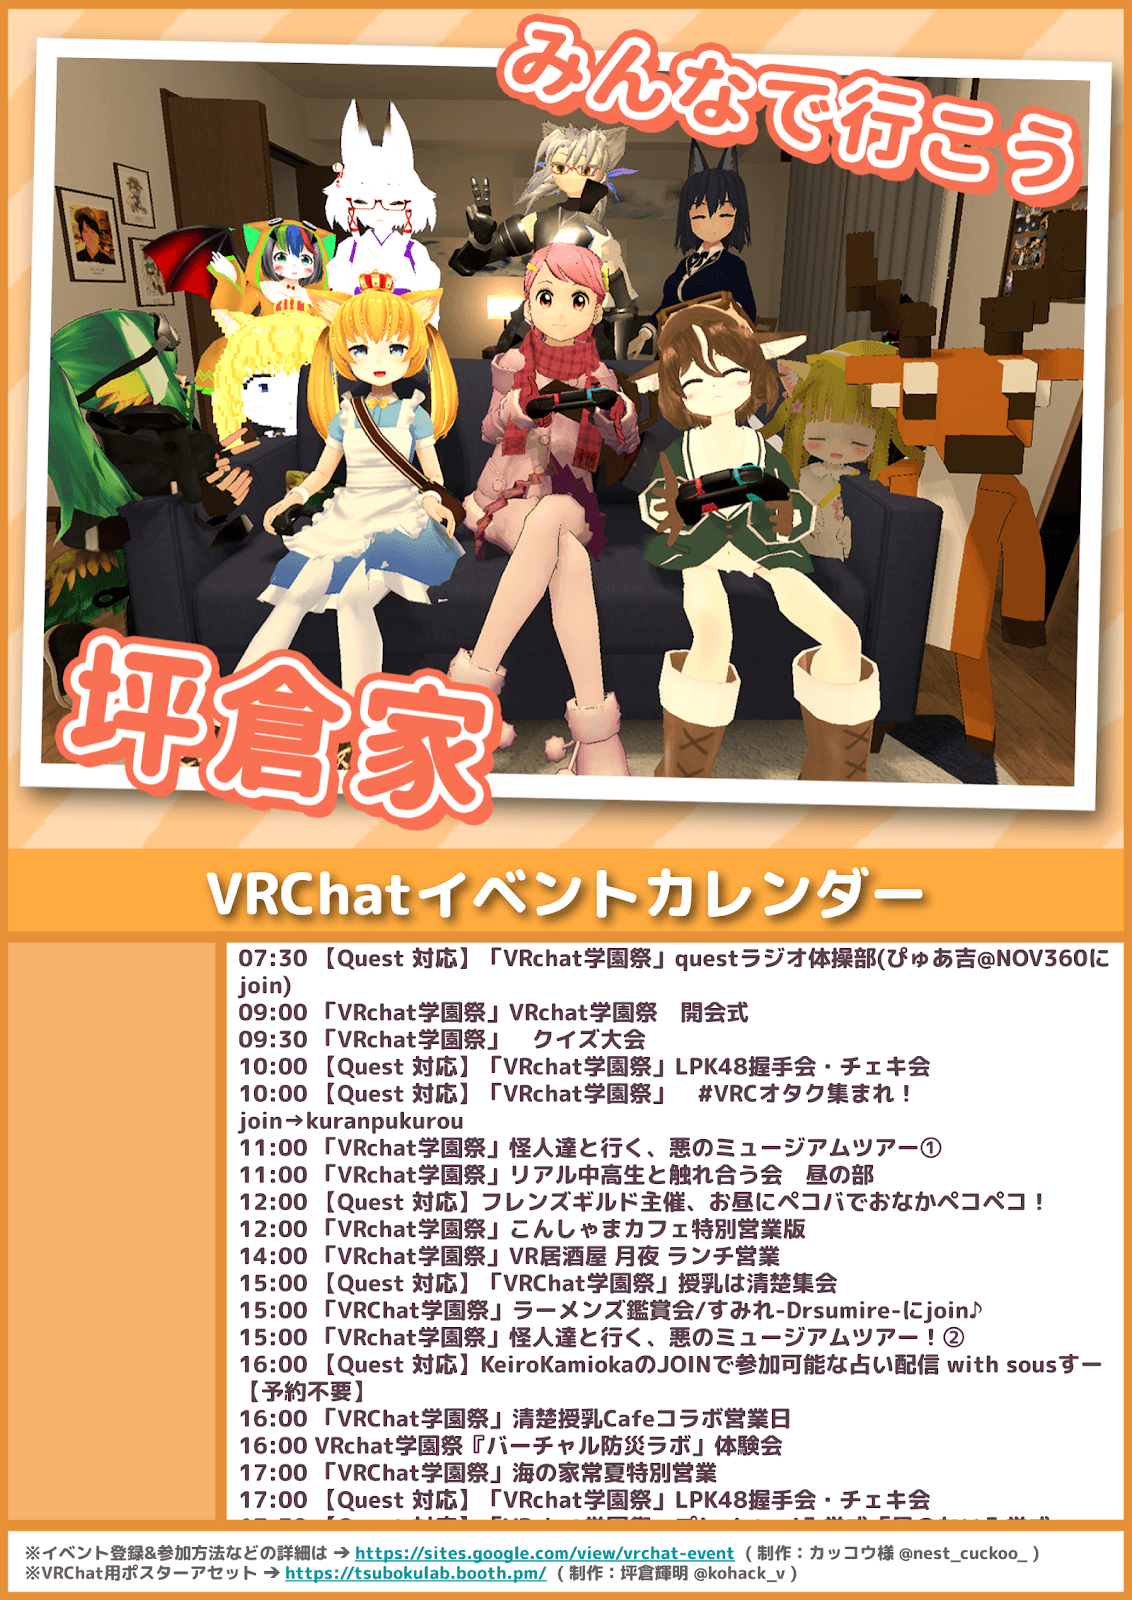 みんなで行こう
坪倉家
VRChatイベントカレンダー
07:30 【Quest 対応】「VRchat学園祭」questラジオ体操部(ぴゅあ吉@NOV360に
join)
09:00 「VRchat学園祭」VRchat学園祭　開会式
09:30 「VRchat学園祭」　クイズ大会
10:00 【Quest 対応】「VRchat学園祭」LPK48握手会・チェキ会
10:00 【Quest 対応】「VRchat学園祭」　#VRCオタク集まれ！
join→kuranpukurou
11:00 「VRchat学園祭」怪人達と行く、悪のミュージアムツアー①
11:00 「VRchat学園祭」リアル中高生と触れ合う会　昼の部
12:00 【Quest 対応】フレンズギルド主催、お昼にペコバでおなかペコペコ！
12:00 「VRchat学園祭」こんしゃまカフェ特別営業版
14:00 「VRchat学園祭」VR居酒屋 月夜 ランチ営業
15:00 【Quest 対応】「VRChat学園祭」授乳は清楚集会
15:00 「VRChat学園祭」ラーメンズ鑑賞会/すみれ-Drsumire-にjoin♪
15:00 「VRchat学園祭」怪人達と行く、悪のミュージアムツアー！②
16:00 【Quest 対応】KeiroKamiokaのJOINで参加可能な占い配信 with sousすー
【予約不要】
16:00 「VRChat学園祭」清楚授乳Cafeコラボ営業日
16:00 VRchat学園祭『バーチャル防災ラボ」体験会
17:00 「VRChat学園祭」海の家常夏特別営業
17:00 【Quest 対応】「VRchat学園祭」LPK48握手会・チェキ会
※イベント登録&参加方法などの詳細は → https://sites.google.com/view/vrchat-event （制作：カッコウ様 @nest_cuckoo_ ）
※VRChat用ポスターアセット → https://tsubokulab.booth.pm/ （制作：坪倉輝明 @kohack_v ）